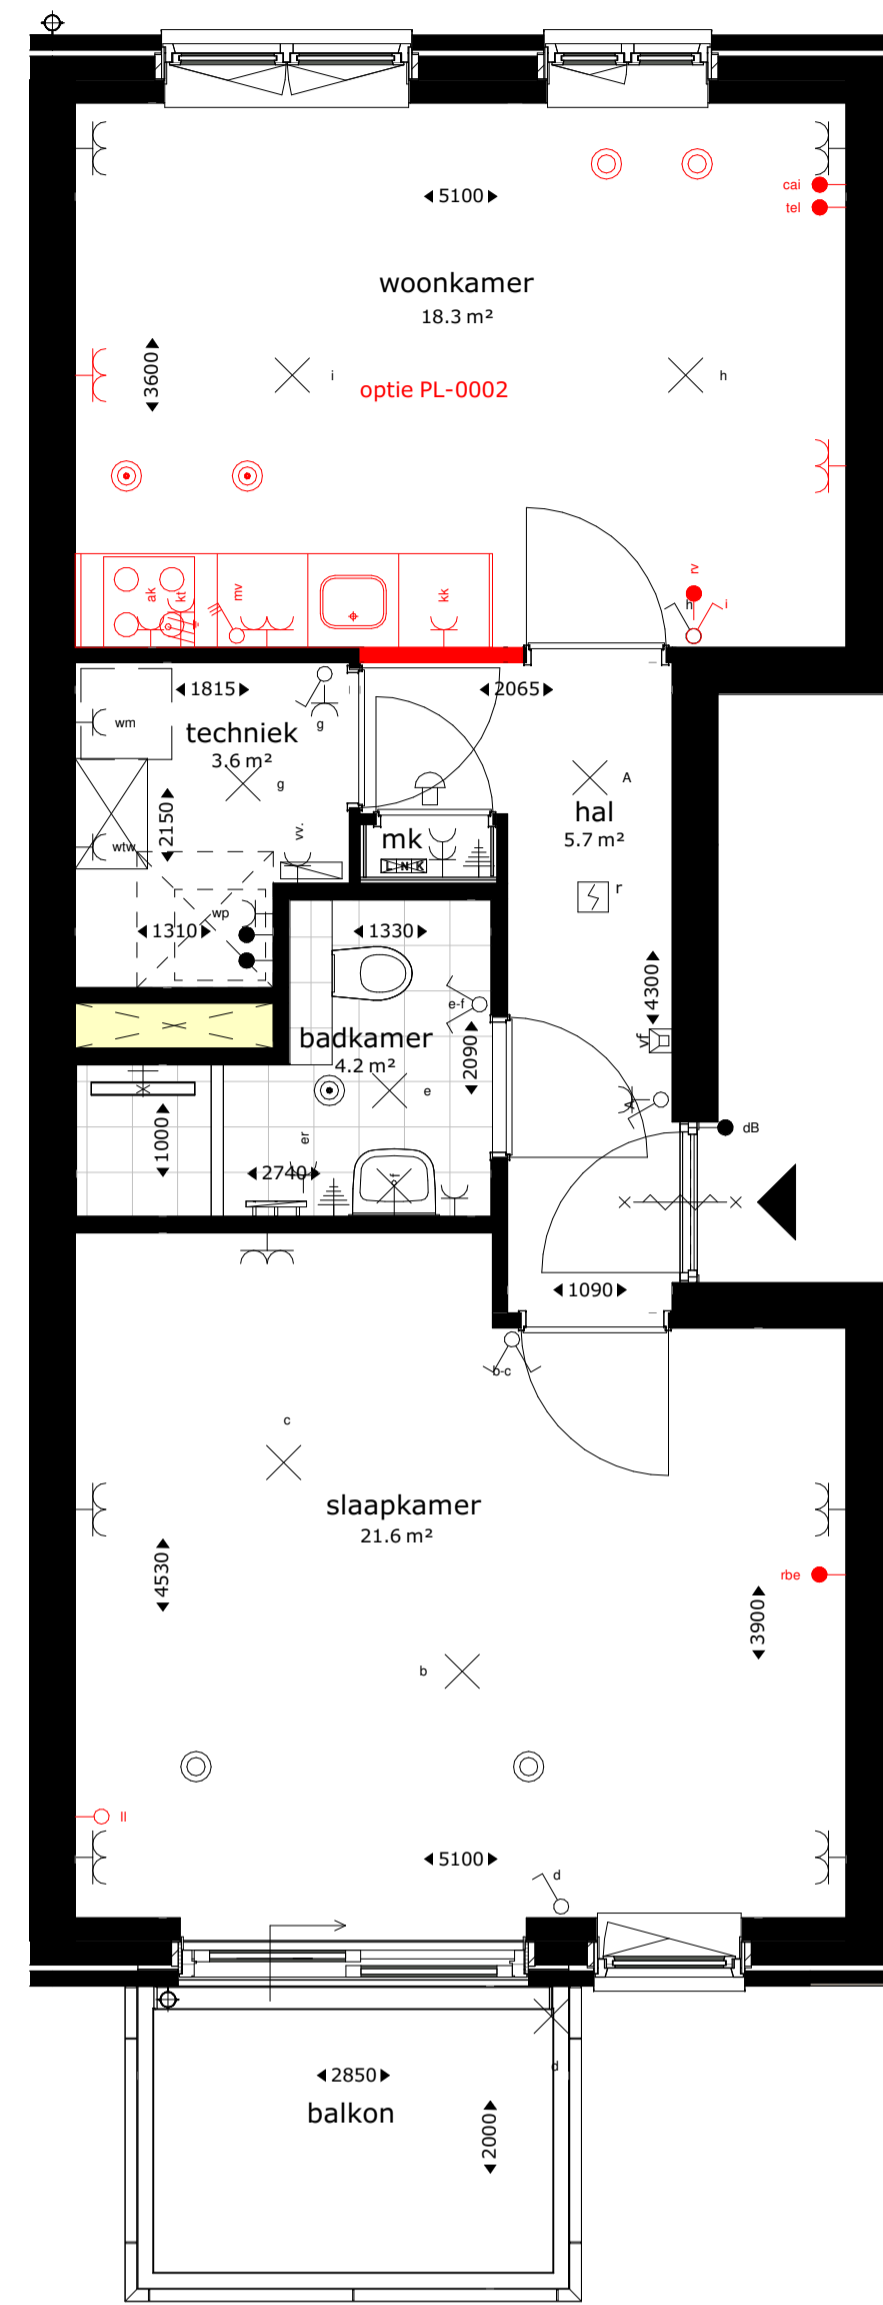 cai
tel
5100
woonkamer
18.3 m²
3600
i
optie PL-0002
h
ak
kt
mv
kk
rv
h
i
1815
2065
wm
techniek
3.6 m²
g
g
A
hal
5.7 m²
2150
wtw
vv.
mk
L N K
r
wp
1310
1330
4300
e-f
badkamer
4.2 m²
2090
vf
e
A
1000
er
2740
f
dB
1090
b-c
c
slaapkamer
21.6 m²
4530
rbe
3900
b
ll
5100
d
d
2850
balkon
2000